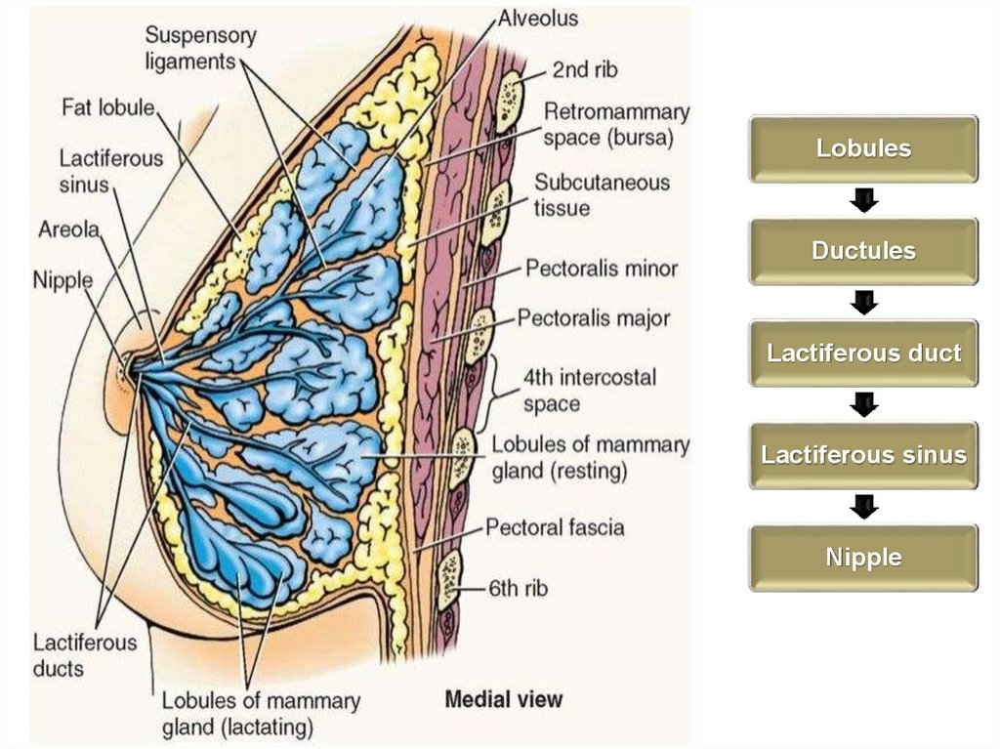 Alveolus
Suspensory
ligaments
2nd rib
Fat lobule
Retromammary
space (bursa)
Lactiferous
sinus
Subcutaneous
tissue
Areola
Nipple
Pectoralis minor
Pectoralis major
4th intercostal
space
Lobules of mammary
gland (resting)
Pectoral fascia
6th rib
Lactiferous
ducts
Lobules of mammary
gland (lactating)
Medial view
Lobules
Ductules
Lactiferous duct
Lactiferous sinus
Nipple